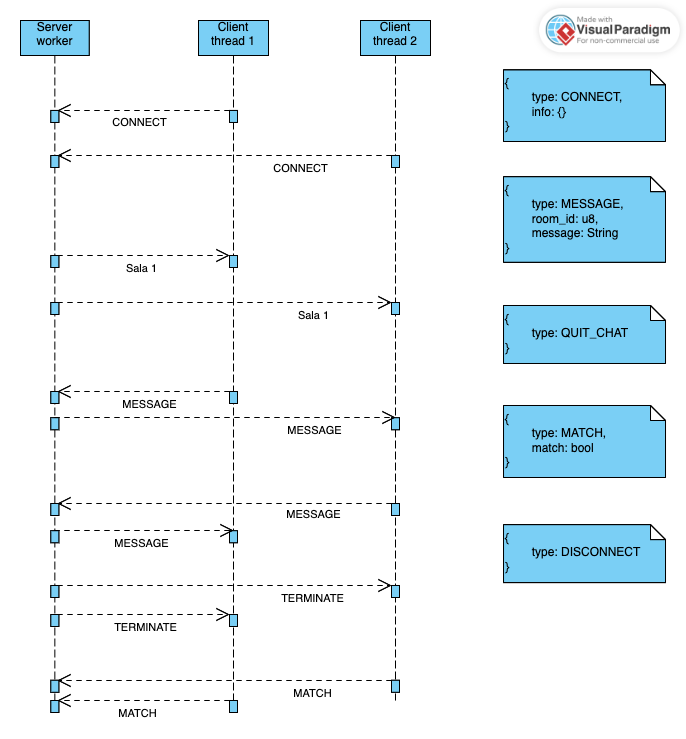 Server
worker
Client
thread 1
Client
thread 2
Made with
VisualParadigm
For non-commercial use
CONNECT
CONNECT
Sala 1
Sala 1
MESSAGE
MESSAGE
MESSAGE
MESSAGE
TERMINATE
TERMINATE
MATCH
MATCH
{
type: CONNECT,
info: {}
}
{
type: MESSAGE,
room_id: u8,
message: String
}
{
type: QUIT_CHAT
}
{
type: MATCH,
match: bool
}
{
type: DISCONNECT
}